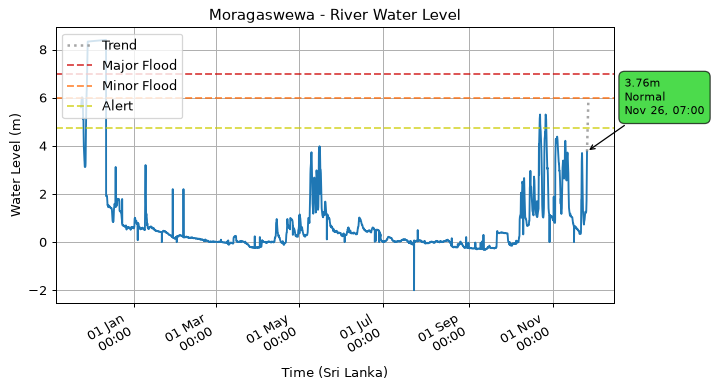 Moragaswewa - River Water Level
Trend
Major Flood
Minor Flood
Alert
3.76m
Normal
Nov 26, 07:00
Water Level (m)
8
6
4
2
0
−2
01 Jan
00:00
01 Mar
00:00
01 May
00:00
01 Jul
00:00
01 Sep
00:00
01 Nov
00:00
Time (Sri Lanka)